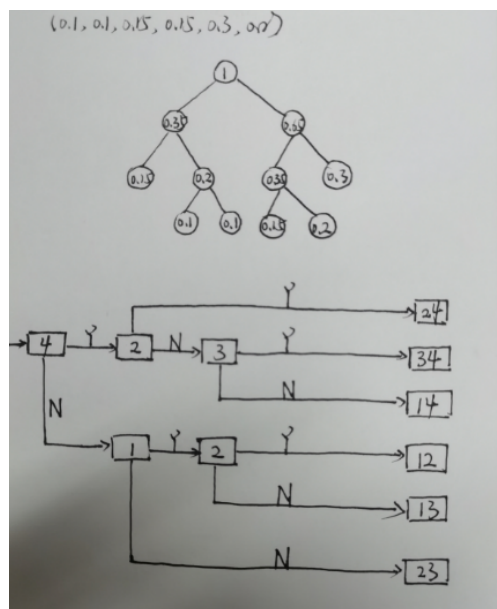 (0.1, 0.1, 0.15, 0.15, 0.3, 0.2)
1
0.35 0.65
0.15 0.2 0.35 0.3
0.1 0.1 0.15 0.2
Y 24
4 Y 2 N 3 Y 34
N 14
N
1 Y 2 Y 12
N 13
N 23